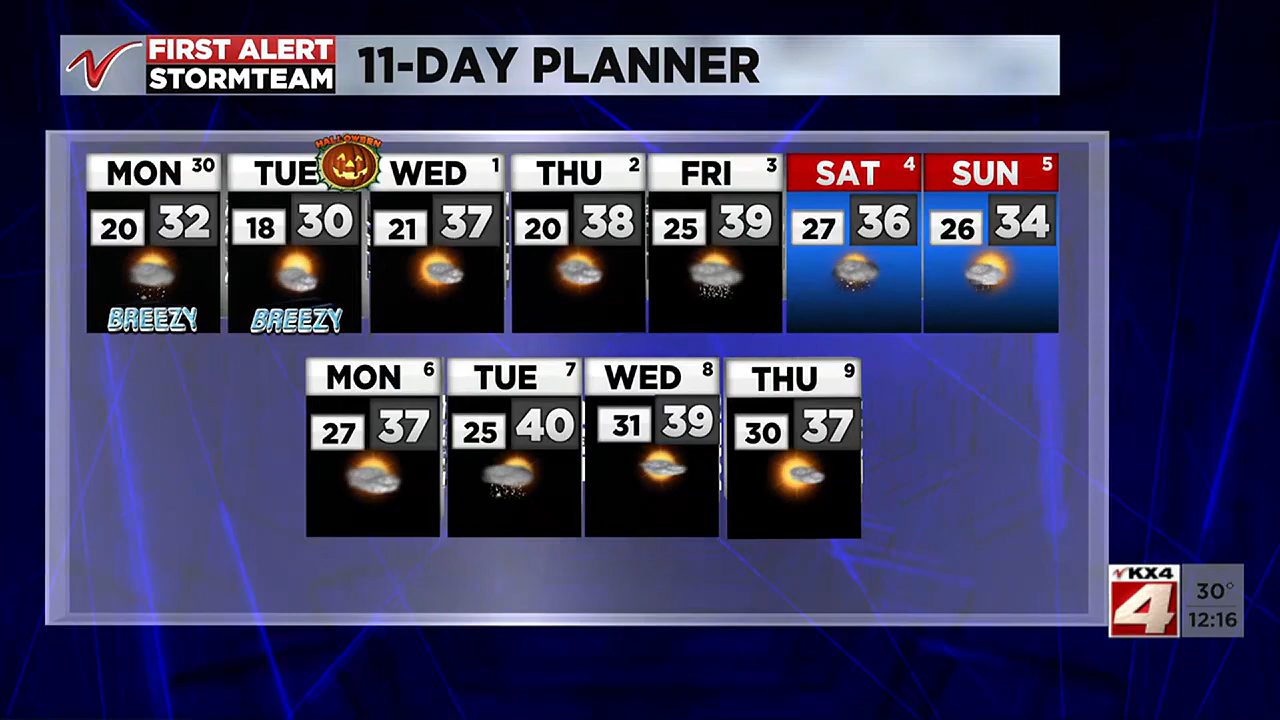 FIRST ALERT
STORMTEAM
11-DAY PLANNER
HALLOWEEN
MON 30
TUE
WED 1
THU 2
FRI 3
SAT 4
SUN 5
20 32
18 30
21 37
20 38
25 39
27 36
26 34
BREEZY
BREEZY
MON 6
TUE 7
WED 8
THU 9
27 37
25 40
31 39
30 37
KX4
4
30°
12:16